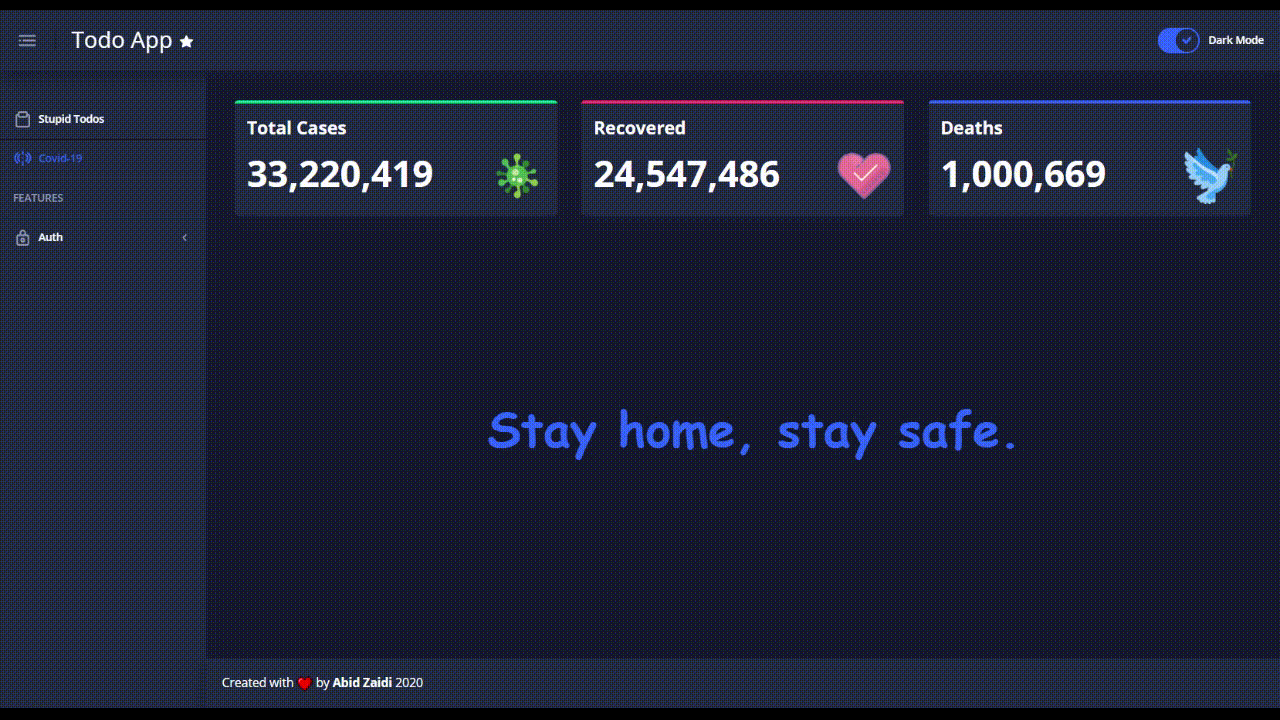 Todo App
Dark Mode
Stupid Todos
Covid-19
FEATURES
Auth
Total Cases
33,220,419
Recovered
24,547,486
Deaths
1,000,669
Stay home, stay safe.
Created with ❤️ by Abid Zaidi 2020